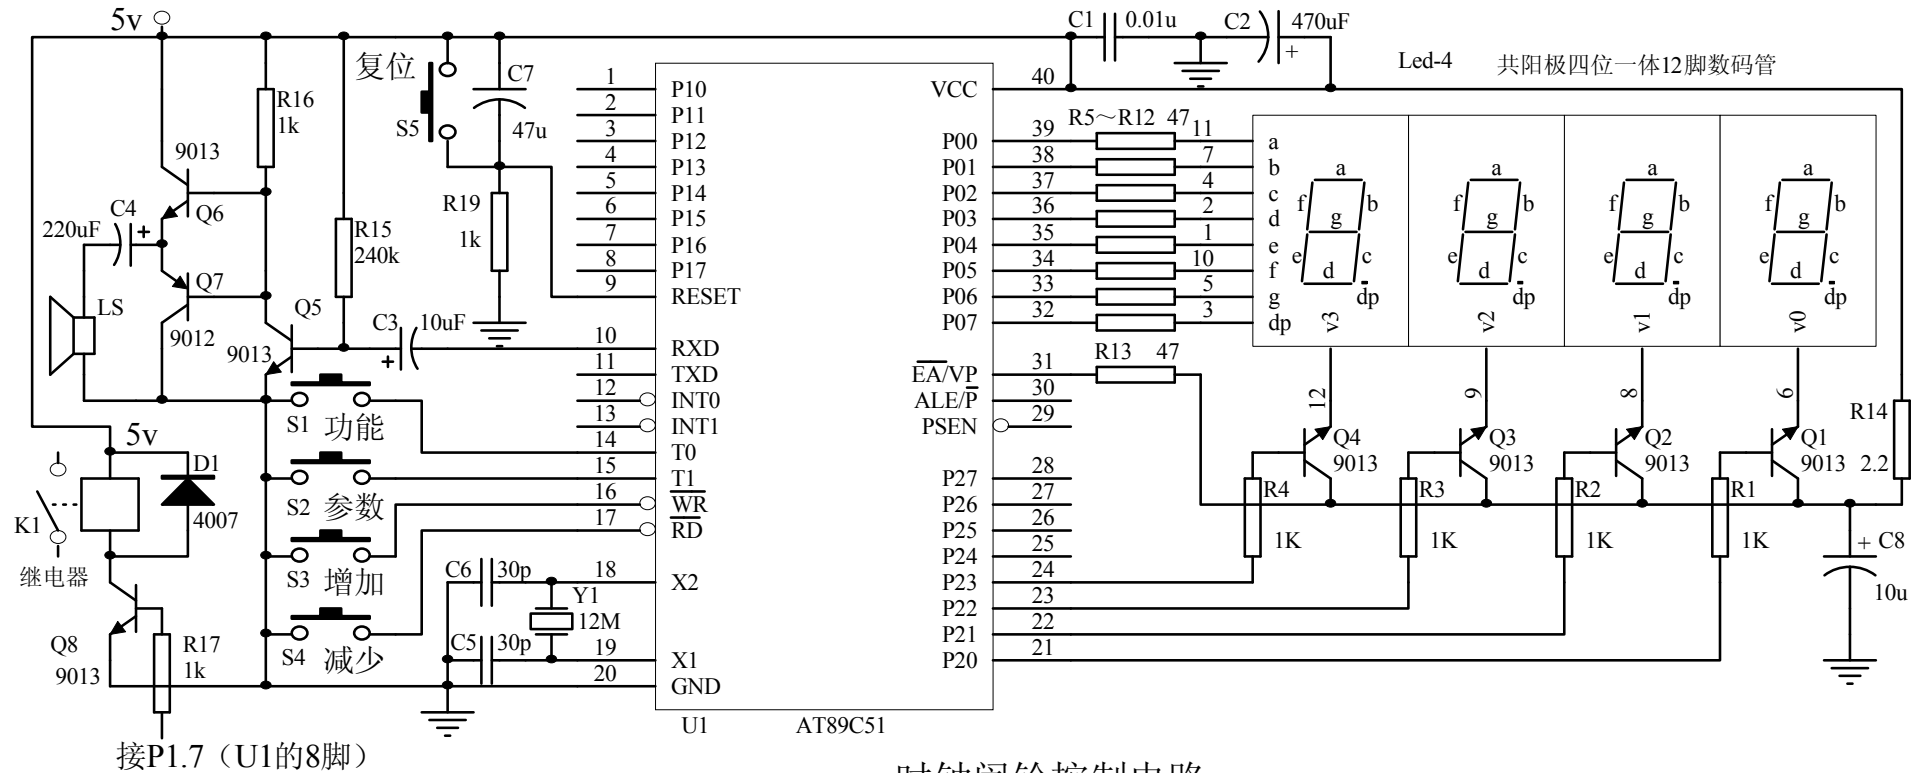 5v
C1 0.01u
C2 470uF
+
Led-4 共阳极四位一体12脚数码管
复位
S5
C7
47u
R16
1k
9013
Q6
C4
220uF +
R15
240k
R19
1k
Q7
9012
LS
Q5
9013
C3 10uF
+
S1 功能
S2 参数
S3 增加
S4 减少
5v
D1
4007
K1
继电器
Q8
9013
R17
1k
接P1.7（U1的8脚）
C6 30p
C5 30p
Y1
12M
1 P10
2 P11
3 P12
4 P13
5 P14
6 P15
7 P16
8 P17
9 RESET
10 RXD
11 TXD
12 INT0
13 INT1
14 T0
15 T1
16 WR
17 RD
18 X2
19 X1
20 GND
VCC 40
P00 39
P01 38
P02 37
P03 36
P04 35
P05 34
P06 33
P07 32
EA/VP 31
ALE/P 30
PSEN 29
P27 28
P26 27
P25 26
P24 25
P23 24
P22 23
P21 22
P20 21
U1 AT89C51
R5～R12 47
11 a
7 b
4 c
2 d
1 e
10 f
5 g
3 dp
R13 47
a f b g e c d dp v3
a f b g e c d dp v2
a f b g e c d dp v1
a f b g e c d dp v0
12
9
8
6
Q4
9013
Q3
9013
Q2
9013
Q1
9013
R14
2.2
R4
1K
R3
1K
R2
1K
R1
1K
+ C8
10u